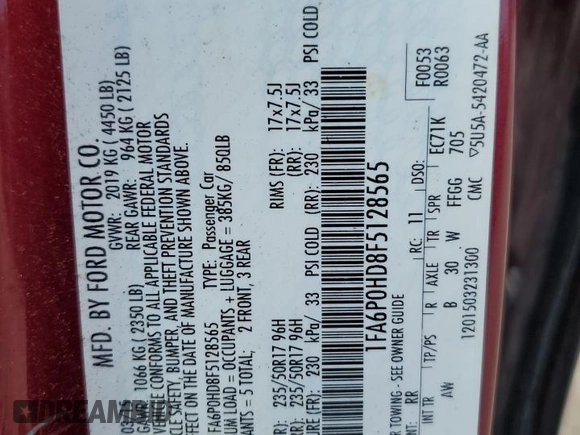 MFD. BY FORD MOTOR CO.
GVWR: 2019 KG ( 4450 LB)
1066 KG ( 2350 LB) REAR GAWR: 964 KG ( 2125 LB)
CONFORMS TO ALL APPLICABLE FEDERAL MOTOR
SAFETY, BUMPER, AND THEFT PREVENTION STANDARDS
EFFECT ON THE DATE OF MANUFACTURE SHOWN ABOVE.
FA6P0HD8F5128565 TYPE: Passenger Car
LOAD = OCCUPANTS + LUGGAGE = 385KG / 850LB
= 5 TOTAL; 2 FRONT, 3 REAR
235/50R17 96H RIMS (FR): 17x7.5J
235/50R17 96H (RR): 17x7.5J
(FR): 230 kPa/ 33 PSI COLD (RR): 230 kPa/ 33 PSI COLD
1FA6P0HD8F5128565
TOWING - SEE OWNER GUIDE
F0053
R0063
RR RC: 11 DSO:
INT TR TP/PS R AXLE TR SPR EC71K
AW B 30 W FFGG 705
1201503231300 CMC ▽5U5A-5420472-AA
DREAMBID